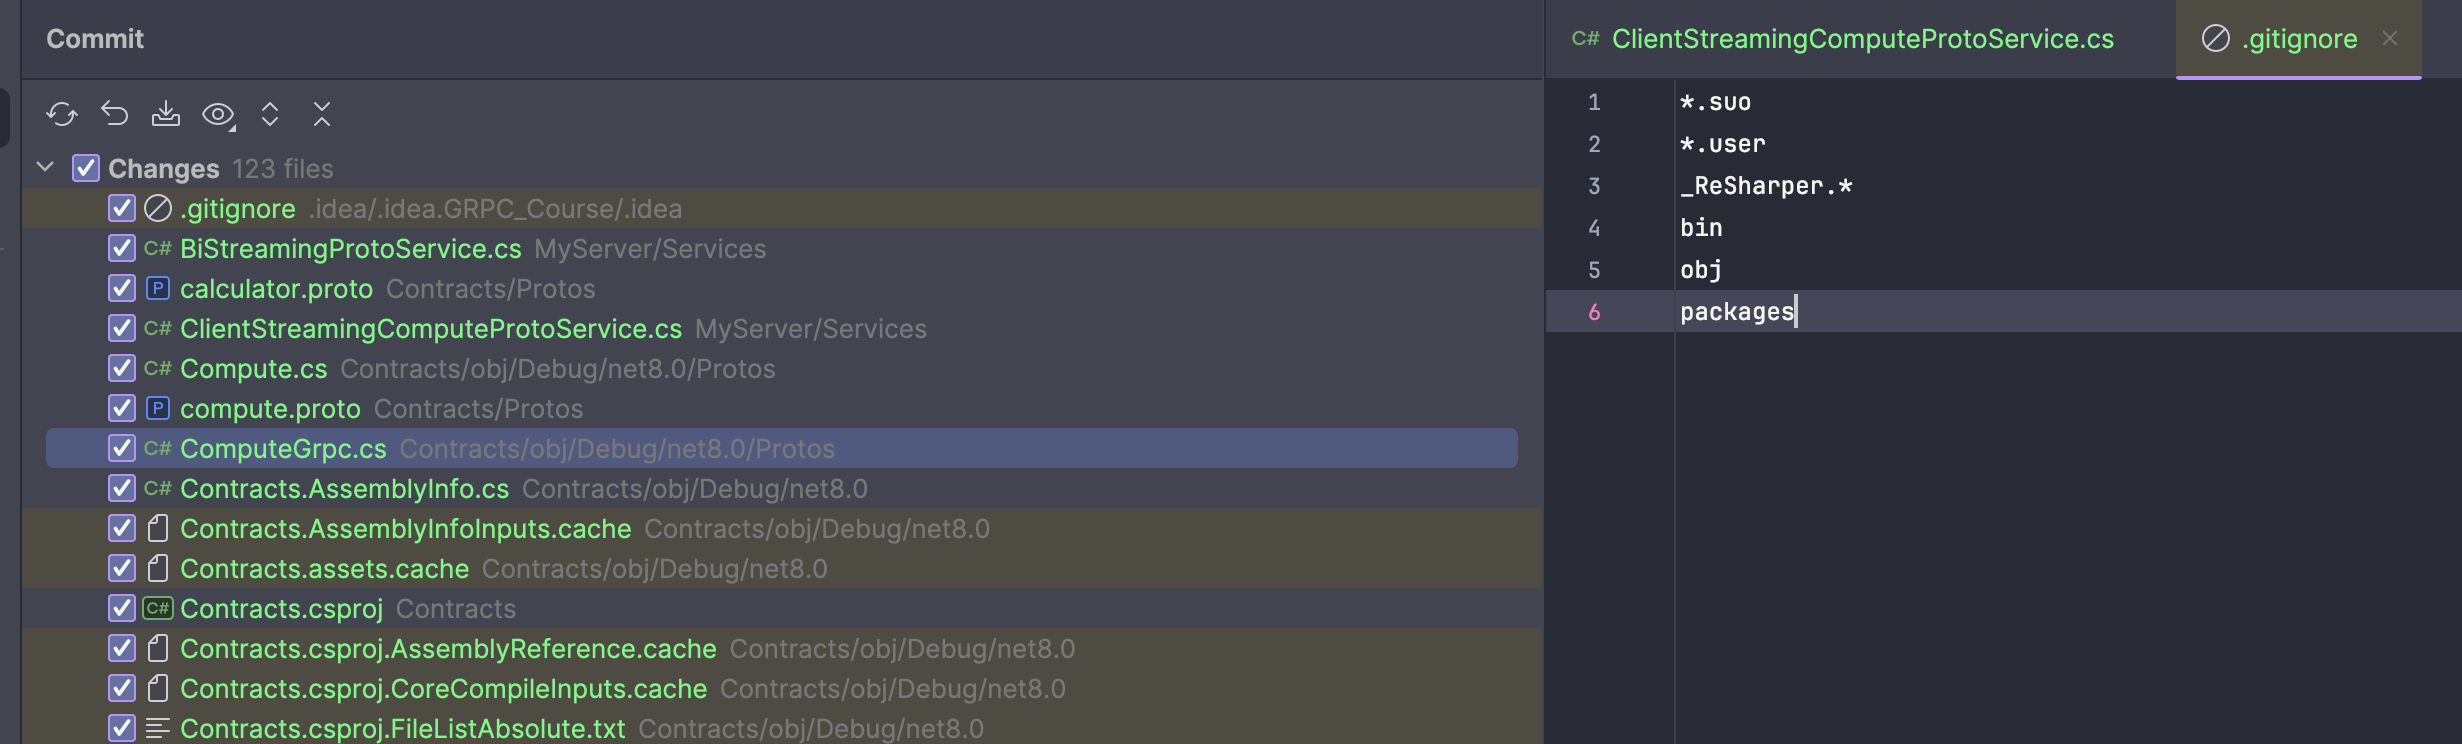 Commit
Changes 123 files
.gitignore .idea/.idea.GRPC_Course/.idea
C# BiStreamingProtoService.cs MyServer/Services
P calculator.proto Contracts/Protos
C# ClientStreamingComputeProtoService.cs MyServer/Services
C# Compute.cs Contracts/obj/Debug/net8.0/Protos
P compute.proto Contracts/Protos
C# ComputeGrpc.cs Contracts/obj/Debug/net8.0/Protos
C# Contracts.AssemblyInfo.cs Contracts/obj/Debug/net8.0
Contracts.AssemblyInfoInputs.cache Contracts/obj/Debug/net8.0
Contracts.assets.cache Contracts/obj/Debug/net8.0
C# Contracts.csproj Contracts
Contracts.csproj.AssemblyReference.cache Contracts/obj/Debug/net8.0
Contracts.csproj.CoreCompileInputs.cache Contracts/obj/Debug/net8.0
Contracts.csproj.FileListAbsolute.txt Contracts/obj/Debug/net8.0
C# ClientStreamingComputeProtoService.cs .gitignore
1 *.suo
2 *.user
3 _ReSharper.*
4 bin
5 obj
6 packages